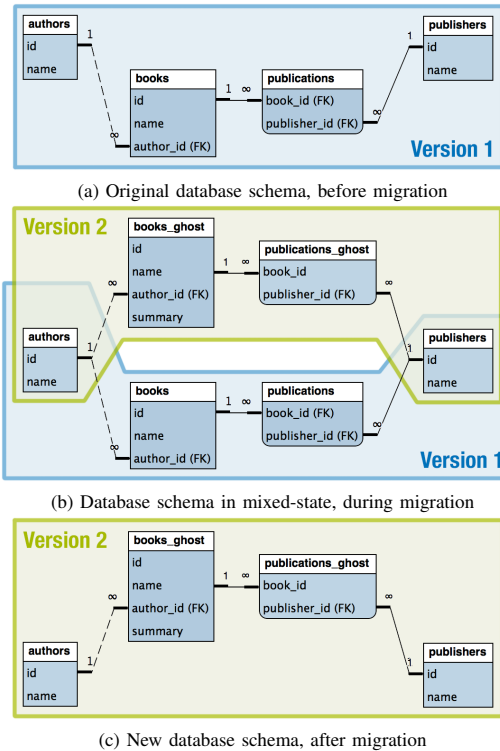 authors
id
name
1
∞
books
id
name
author_id (FK)
1 ∞
publications
book_id (FK)
publisher_id (FK)
∞
1
publishers
id
name
Version 1
(a) Original database schema, before migration
Version 2
books_ghost
id
name
author_id (FK)
summary
1 ∞
publications_ghost
book_id
publisher_id (FK)
∞
∞
authors
id
name
1
publishers
id
name
1
books
id
name
author_id (FK)
∞
1 ∞
publications
book_id (FK)
publisher_id (FK)
∞
Version 1
(b) Database schema in mixed-state, during migration
Version 2
books_ghost
id
name
author_id (FK)
summary
1 ∞
publications_ghost
book_id
publisher_id (FK)
∞
∞
authors
id
name
1
publishers
id
name
1
(c) New database schema, after migration